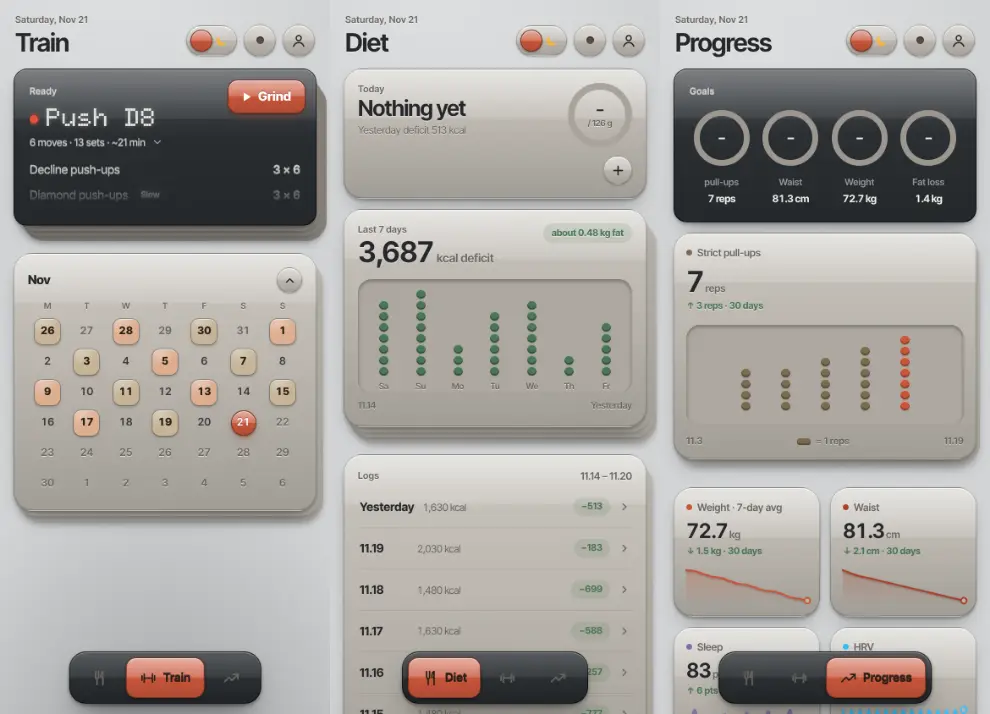 Saturday, Nov 21
Train
Ready
Push D8
Grind
6 moves · 13 sets · ~21 min
Decline push-ups 3 × 6
Diamond push-ups Slow 3 × 6
Nov
M T W T F S S
26 27 28 29 30 31 1
2 3 4 5 6 7 8
9 10 11 12 13 14 15
16 17 18 19 20 21 22
23 24 25 26 27 28 29
30 1 2 3 4 5 6
Train
Saturday, Nov 21
Diet
Today
Nothing yet
Yesterday deficit 513 kcal
-
/ 126 g
+
Last 7 days
about 0.48 kg fat
3,687 kcal deficit
Sa Su Mo Tu We Th Fr
11.14 Yesterday
Logs 11.14 – 11.20
Yesterday 1,630 kcal −513
11.19 2,030 kcal −183
11.18 1,480 kcal −699
11.17 1,630 kcal −588
11.16 257
11.15 1,480 kcal −737
Diet
Saturday, Nov 21
Progress
Goals
- - - -
pull-ups Waist Weight Fat loss
7 reps 81.3 cm 72.7 kg 1.4 kg
Strict pull-ups
7 reps
↑ 3 reps · 30 days
11.3 = 1 reps 11.19
Weight · 7-day avg
72.7 kg
↓ 1.5 kg · 30 days
Waist
81.3 cm
↓ 2.1 cm · 30 days
Sleep
83
↑ 6 pts
HRV
Progress